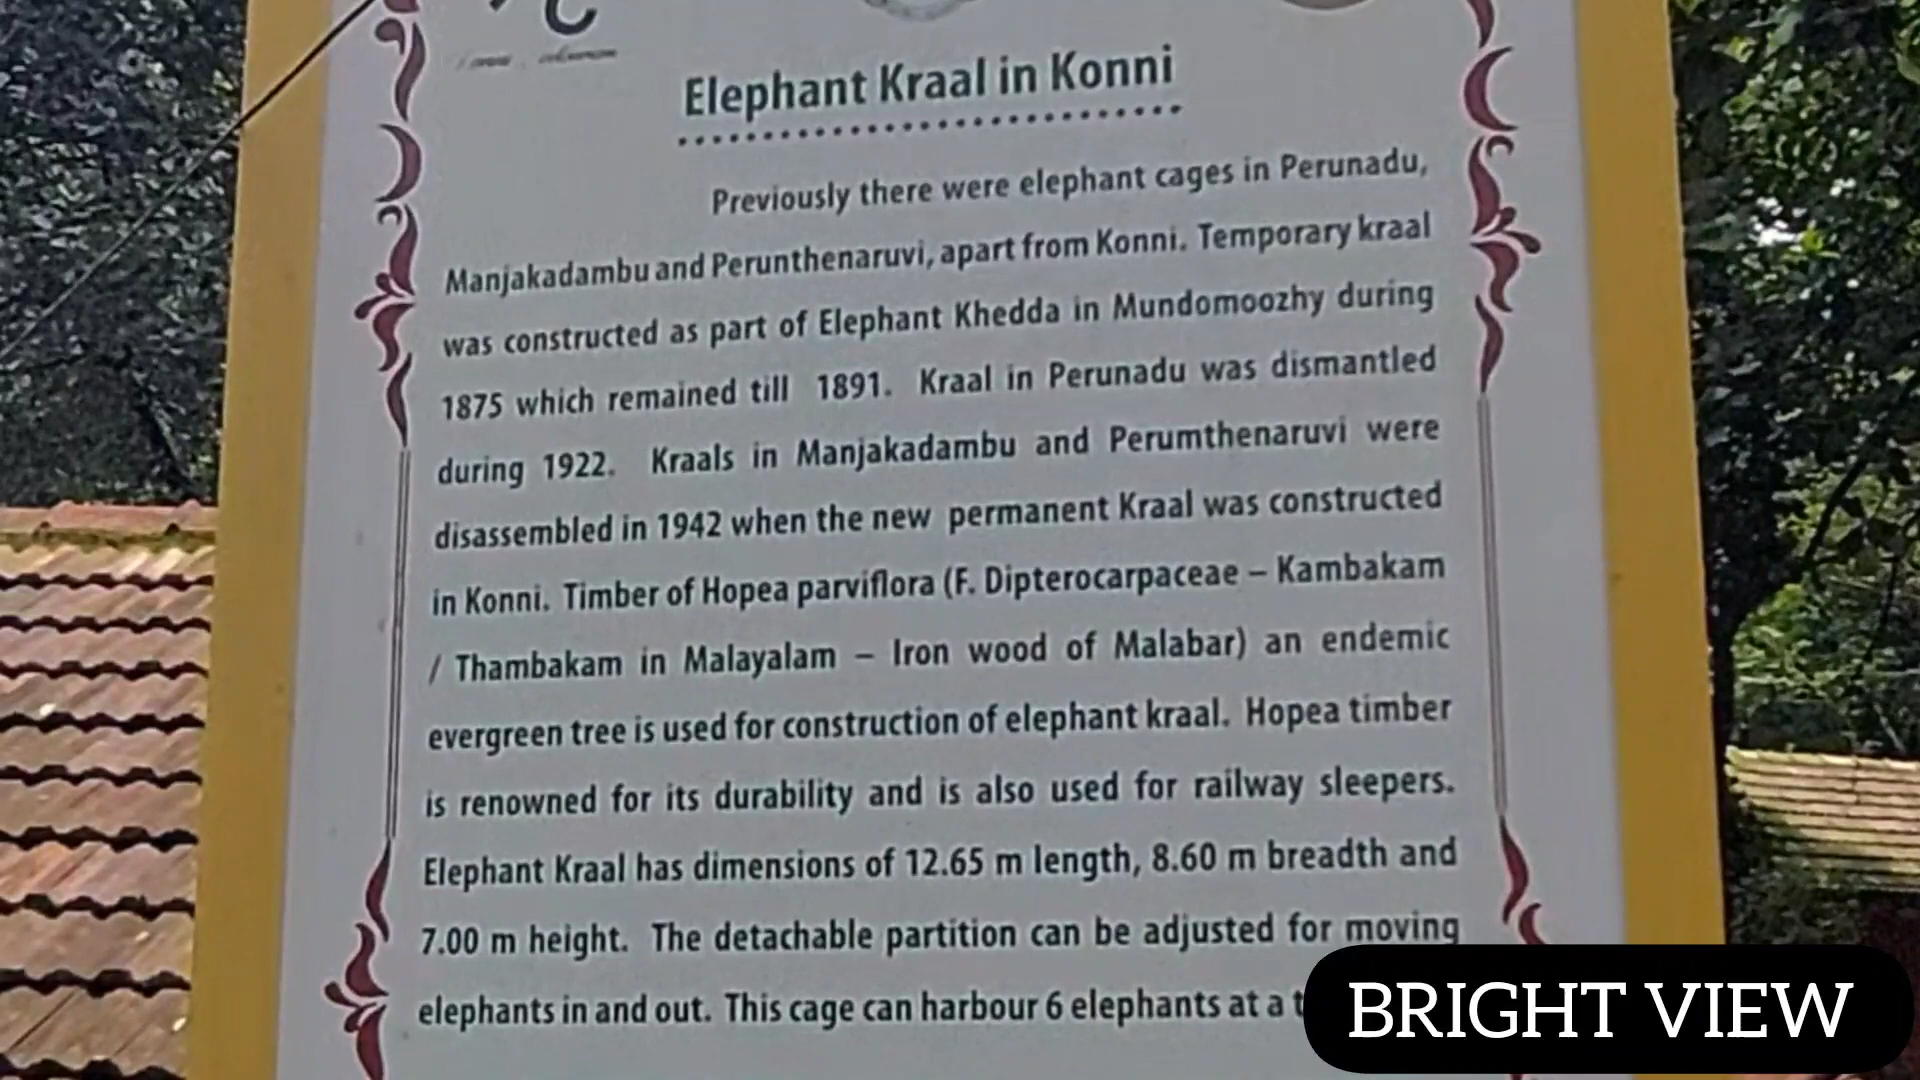 Elephant Kraal in Konni
Previously there were elephant cages in Perunadu,
Manjakadambu and Perunthenaruvi, apart from Konni. Temporary kraal
was constructed as part of Elephant Khedda in Mundomoozhy during
1875 which remained till 1891. Kraal in Perunadu was dismantled
during 1922. Kraals in Manjakadambu and Perumthenaruvi were
disassembled in 1942 when the new permanent Kraal was constructed
in Konni. Timber of Hopea parviflora (F. Dipterocarpaceae – Kambakam
/ Thambakam in Malayalam – Iron wood of Malabar) an endemic
evergreen tree is used for construction of elephant kraal. Hopea timber
is renowned for its durability and is also used for railway sleepers.
Elephant Kraal has dimensions of 12.65 m length, 8.60 m breadth and
7.00 m height. The detachable partition can be adjusted for moving
elephants in and out. This cage can harbour 6 elephants at a
BRIGHT VIEW